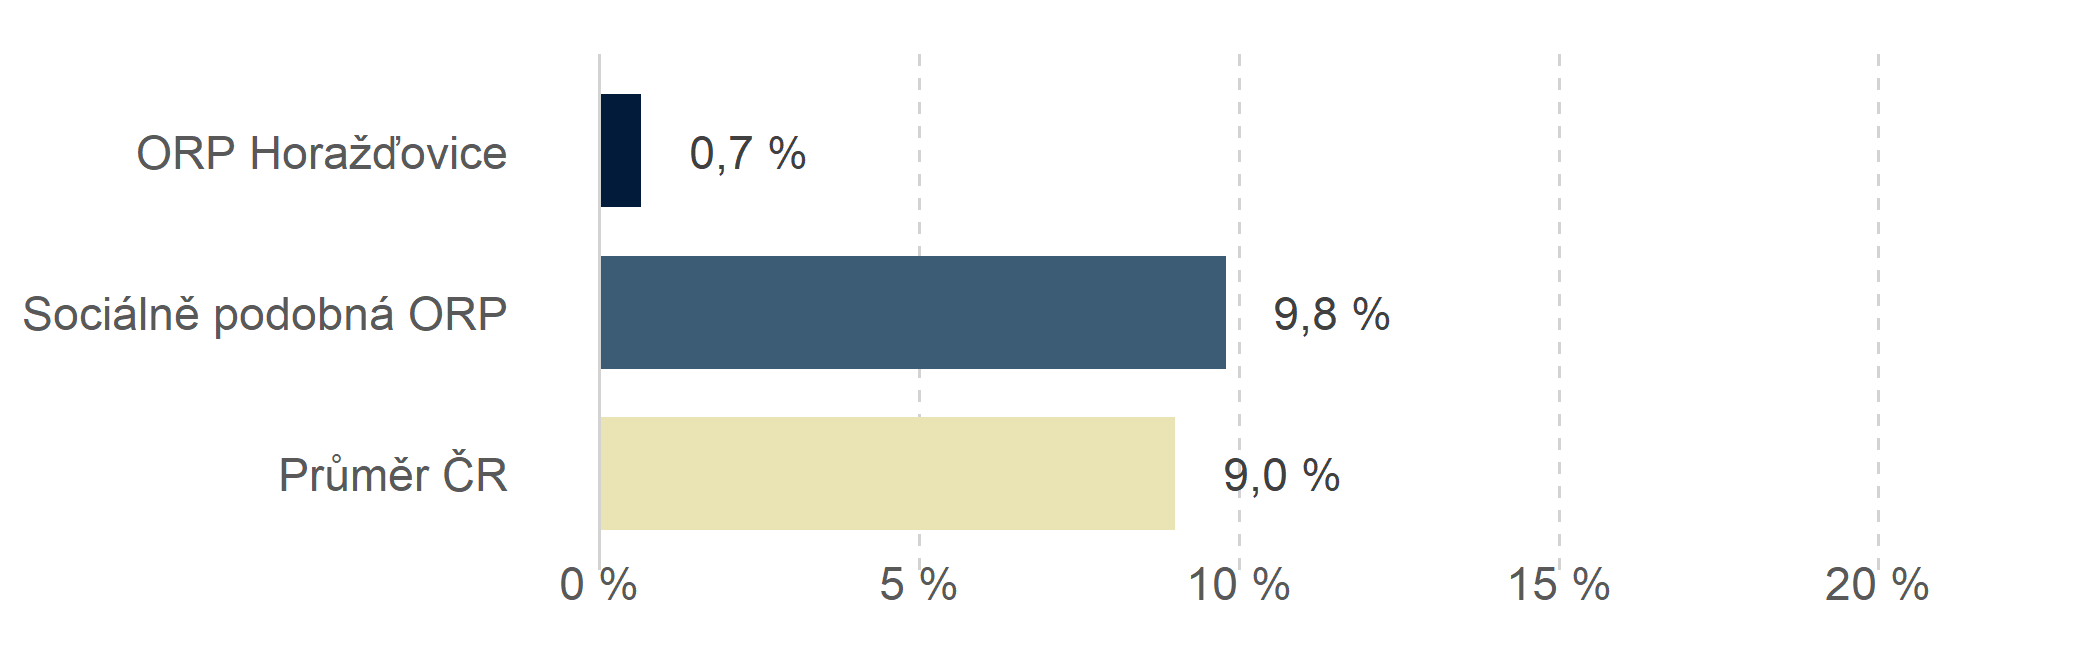 ORP Horažďovice
0,7 %
Sociálně podobná ORP
9,8 %
Průměr ČR
9,0 %
0 %
5 %
10 %
15 %
20 %